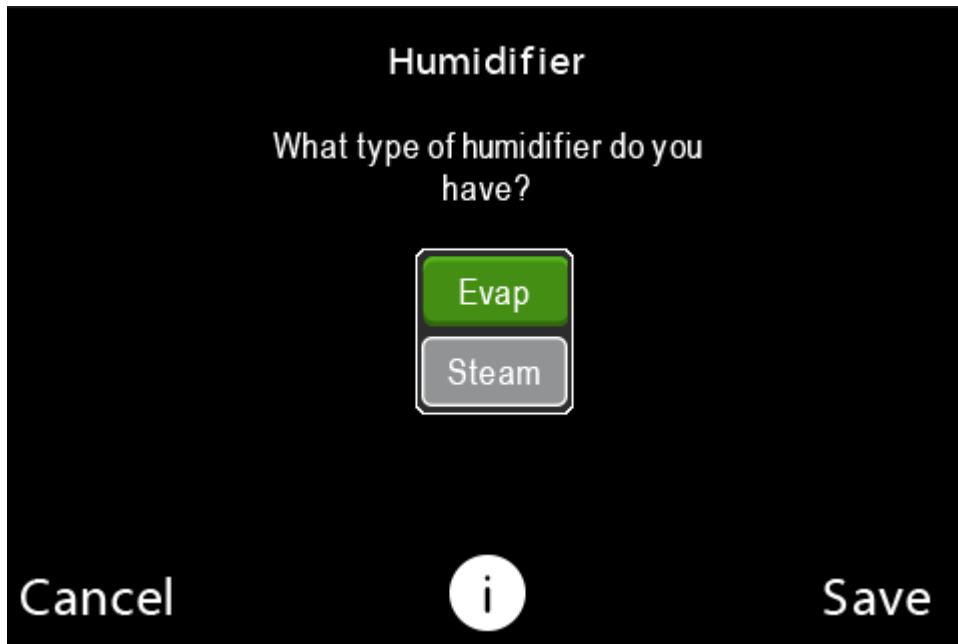 Humidifier
What type of humidifier do you
have?
Evap
Steam
Cancel
i
Save